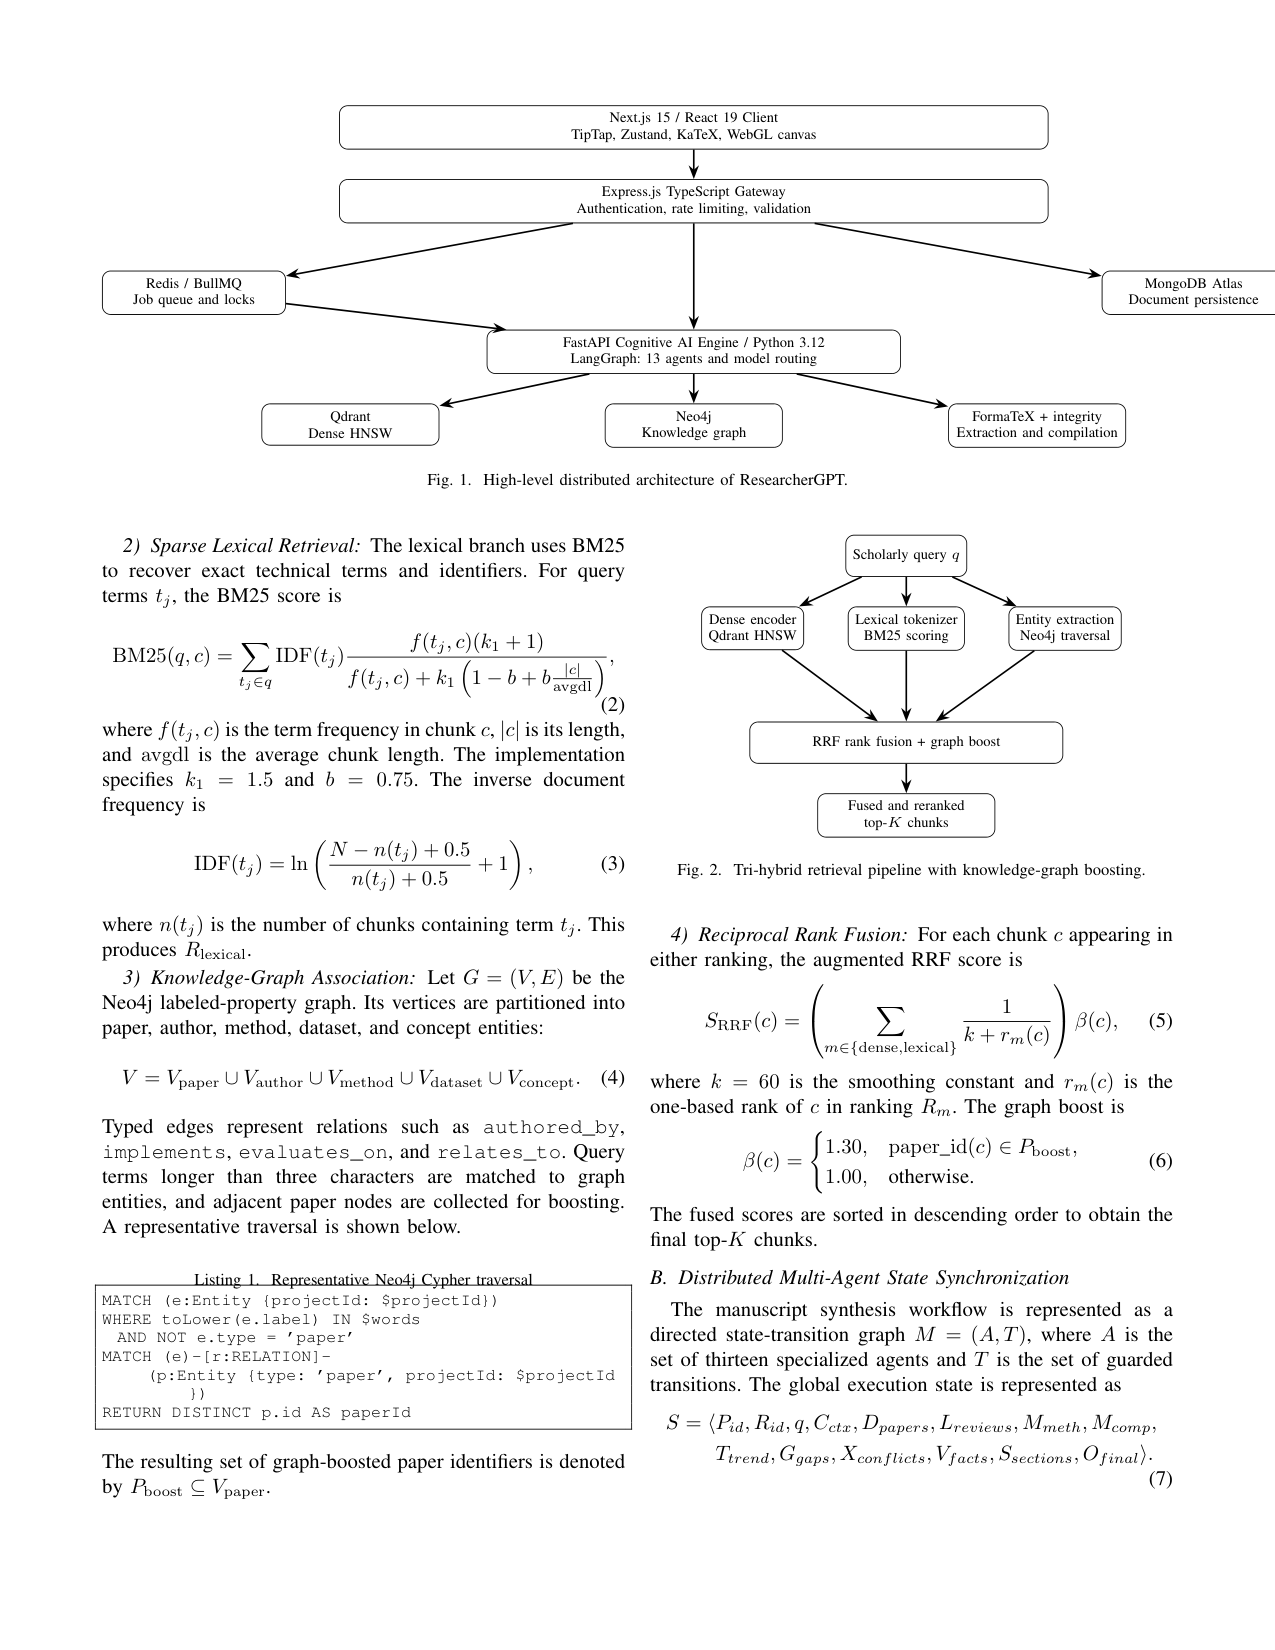 Next.js 15 / React 19 Client
TipTap, Zustand, KaTeX, WebGL canvas
Express.js TypeScript Gateway
Authentication, rate limiting, validation
Redis / BullMQ
Job queue and locks
MongoDB Atlas
Document persistence
FastAPI Cognitive AI Engine / Python 3.12
LangGraph: 13 agents and model routing
Qdrant
Dense HNSW
Neo4j
Knowledge graph
FormaTeX + integrity
Extraction and compilation
Fig. 1. High-level distributed architecture of ResearcherGPT.
2) Sparse Lexical Retrieval: The lexical branch uses BM25
to recover exact technical terms and identifiers. For query
terms t_j, the BM25 score is
BM25(q, c) = ∑_{t_j∈q} IDF(t_j) f(t_j, c)(k_1 + 1) / (f(t_j, c) + k_1 (1 − b + b |c|/avgdl)),
(2)
where f(t_j, c) is the term frequency in chunk c, |c| is its length,
and avgdl is the average chunk length. The implementation
specifies k_1 = 1.5 and b = 0.75. The inverse document
frequency is
IDF(t_j) = ln ((N − n(t_j) + 0.5) / (n(t_j) + 0.5) + 1), (3)
where n(t_j) is the number of chunks containing term t_j. This
produces R_lexical.
3) Knowledge-Graph Association: Let G = (V, E) be the
Neo4j labeled-property graph. Its vertices are partitioned into
paper, author, method, dataset, and concept entities:
V = V_paper ∪ V_author ∪ V_method ∪ V_dataset ∪ V_concept. (4)
Typed edges represent relations such as authored_by,
implements, evaluates_on, and relates_to. Query
terms longer than three characters are matched to graph
entities, and adjacent paper nodes are collected for boosting.
A representative traversal is shown below.
Listing 1. Representative Neo4j Cypher traversal
MATCH (e:Entity {projectId: $projectId})
WHERE toLower(e.label) IN $words
AND NOT e.type = ’paper’
MATCH (e)-[r:RELATION]-
(p:Entity {type: ’paper’, projectId: $projectId
})
RETURN DISTINCT p.id AS paperId
The resulting set of graph-boosted paper identifiers is denoted
by P_boost ⊆ V_paper.
Scholarly query q
Dense encoder
Qdrant HNSW
Lexical tokenizer
BM25 scoring
Entity extraction
Neo4j traversal
RRF rank fusion + graph boost
Fused and reranked
top-K chunks
Fig. 2. Tri-hybrid retrieval pipeline with knowledge-graph boosting.
4) Reciprocal Rank Fusion: For each chunk c appearing in
either ranking, the augmented RRF score is
S_RRF(c) = (∑_{m∈{dense,lexical}} 1 / (k + r_m(c))) β(c), (5)
where k = 60 is the smoothing constant and r_m(c) is the
one-based rank of c in ranking R_m. The graph boost is
β(c) = { 1.30, paper_id(c) ∈ P_boost,
1.00, otherwise. (6)
The fused scores are sorted in descending order to obtain the
final top-K chunks.
B. Distributed Multi-Agent State Synchronization
The manuscript synthesis workflow is represented as a
directed state-transition graph M = (A, T), where A is the
set of thirteen specialized agents and T is the set of guarded
transitions. The global execution state is represented as
S = ⟨P_id, R_id, q, C_ctx, D_papers, L_reviews, M_meth, M_comp,
T_trend, G_gaps, X_conflicts, V_facts, S_sections, O_final⟩.
(7)